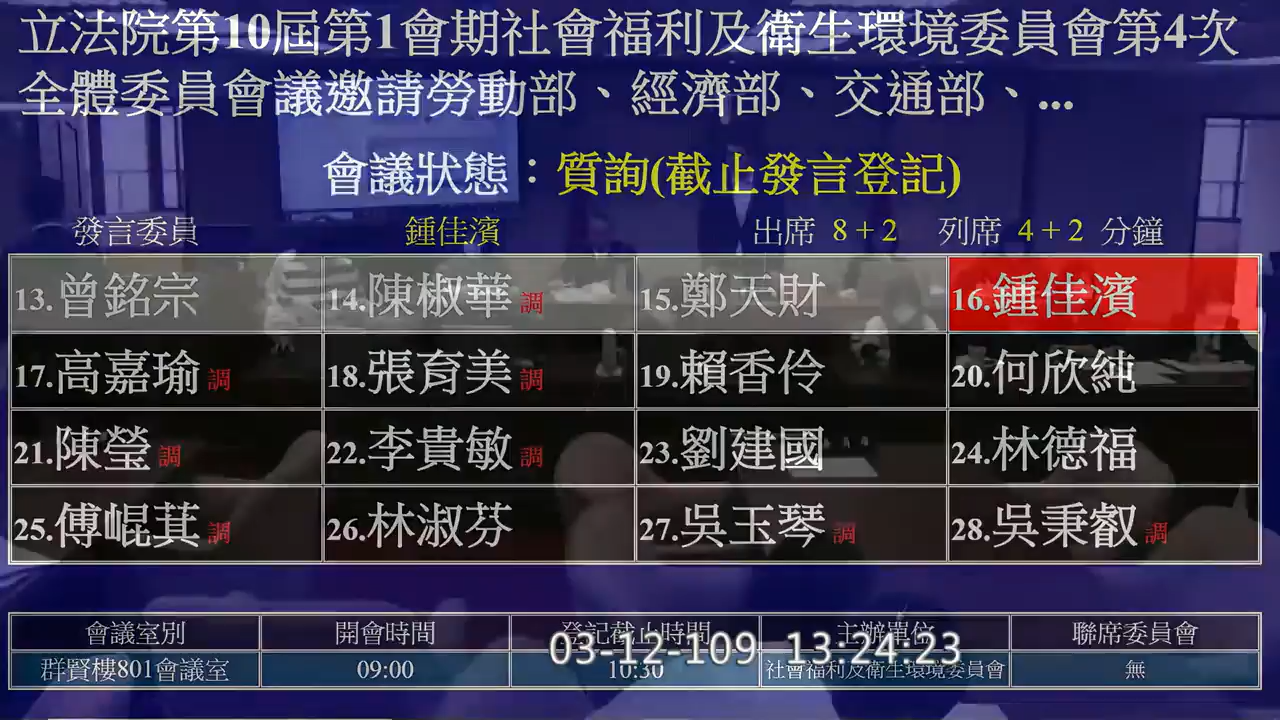 立法院第10屆第1會期社會福利及衛生環境委員會第4次
全體委員會議邀請勞動部、經濟部、交通部、...
會議狀態：質詢(截止發言登記)
發言委員 鍾佳濱 出席 8+2 列席 4+2 分鐘
13.曾銘宗 14.陳椒華調 15.鄭天財 16.鍾佳濱
17.高嘉瑜調 18.張育美調 19.賴香伶 20.何欣純
21.陳瑩調 22.李貴敏調 23.劉建國 24.林德福
25.傅崐萁調 26.林淑芬 27.吳玉琴調 28.吳秉叡調
會議室別 開會時間 登記截止時間 主辦單位 聯席委員會
03-12-109 13:24:23
群賢樓801會議室 09:00 10:30 社會福利及衛生環境委員會 無